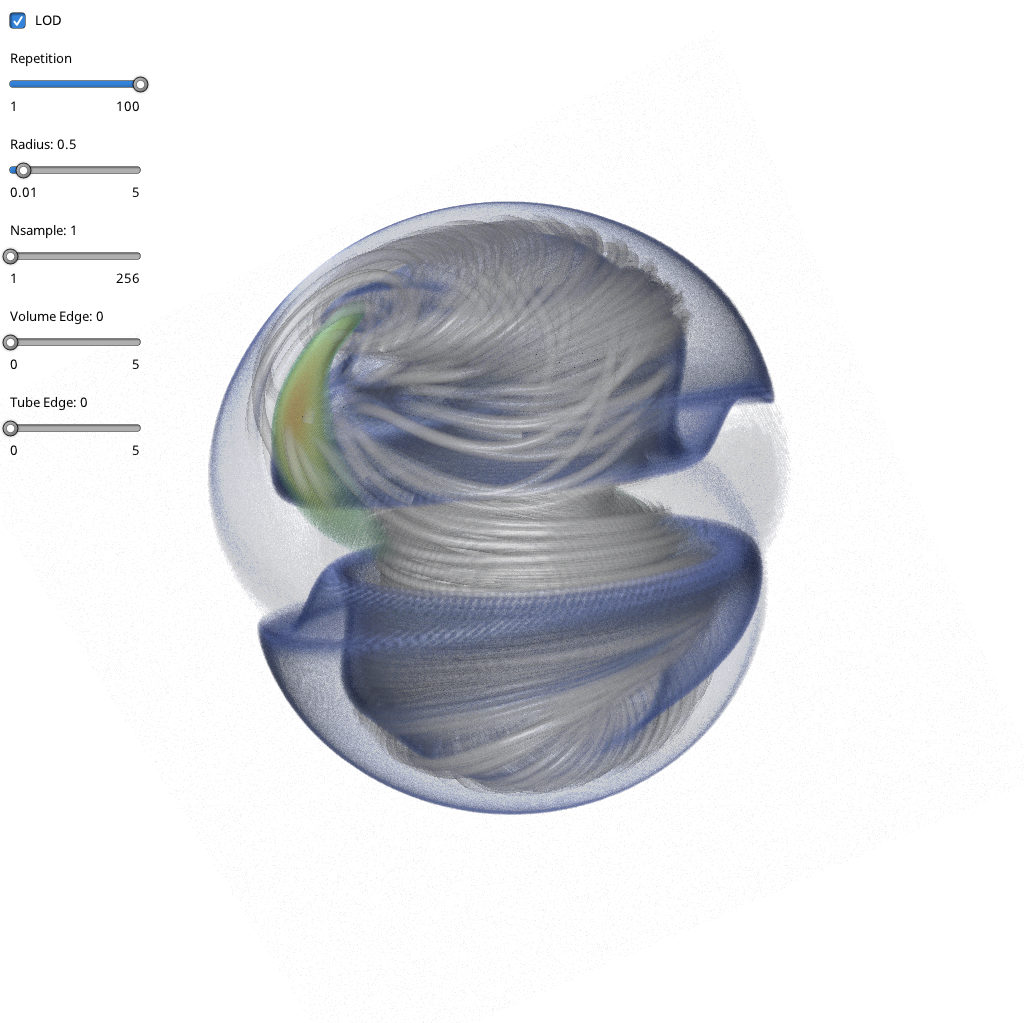 LOD
Repetition
1 100
Radius: 0.5
0.01 5
Nsample: 1
1 256
Volume Edge: 0
0 5
Tube Edge: 0
0 5